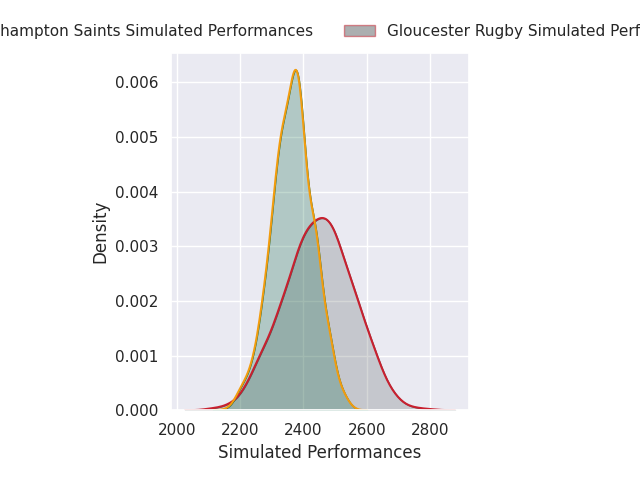 hampton Saints Simulated Performances
Gloucester Rugby Simulated Perf
0.006
0.005
0.004
0.003
0.002
0.001
0.000
Density
2000 2200 2400 2600 2800
Simulated Performances